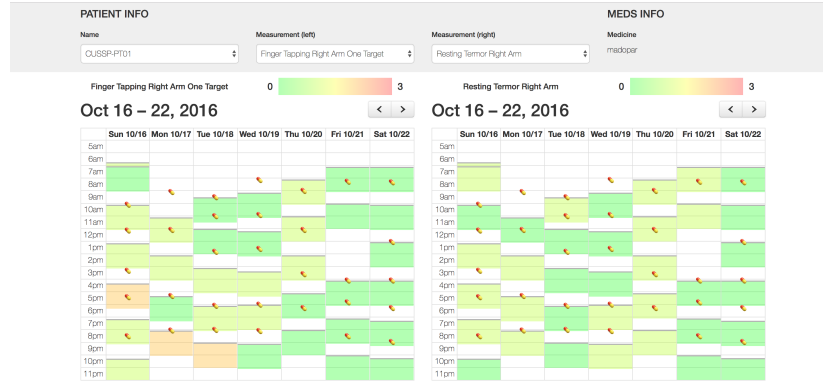 PATIENT INFO MEDS INFO
Name Measurement (left) Measurement (right) Medicine
CUSSP-PT01 Finger Tapping Right Arm One Target Resting Termor Right Arm madopar
Finger Tapping Right Arm One Target 0 3 Resting Termor Right Arm 0 3
Oct 16 – 22, 2016 < > Oct 16 – 22, 2016 < >
Sun 10/16 Mon 10/17 Tue 10/18 Wed 10/19 Thu 10/20 Fri 10/21 Sat 10/22 Sun 10/16 Mon 10/17 Tue 10/18 Wed 10/19 Thu 10/20 Fri 10/21 Sat 10/22
5am 5am
6am 6am
7am 7am
8am 8am
9am 9am
10am 10am
11am 11am
12pm 12pm
1pm 1pm
2pm 2pm
3pm 3pm
4pm 4pm
5pm 5pm
6pm 6pm
7pm 7pm
8pm 8pm
9pm 9pm
10pm 10pm
11pm 11pm